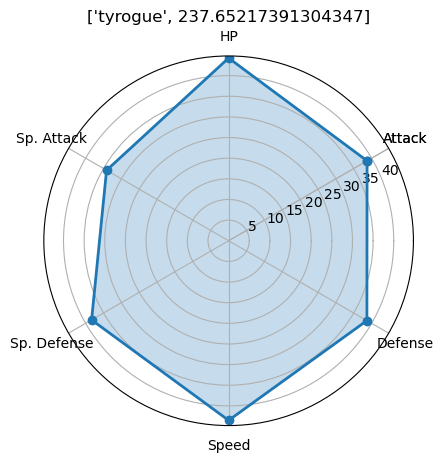 ['tyrogue', 237.65217391304347]
HP
Sp. Attack
Attack
40
35
30
25
20
15
10
5
Sp. Defense
Defense
Speed